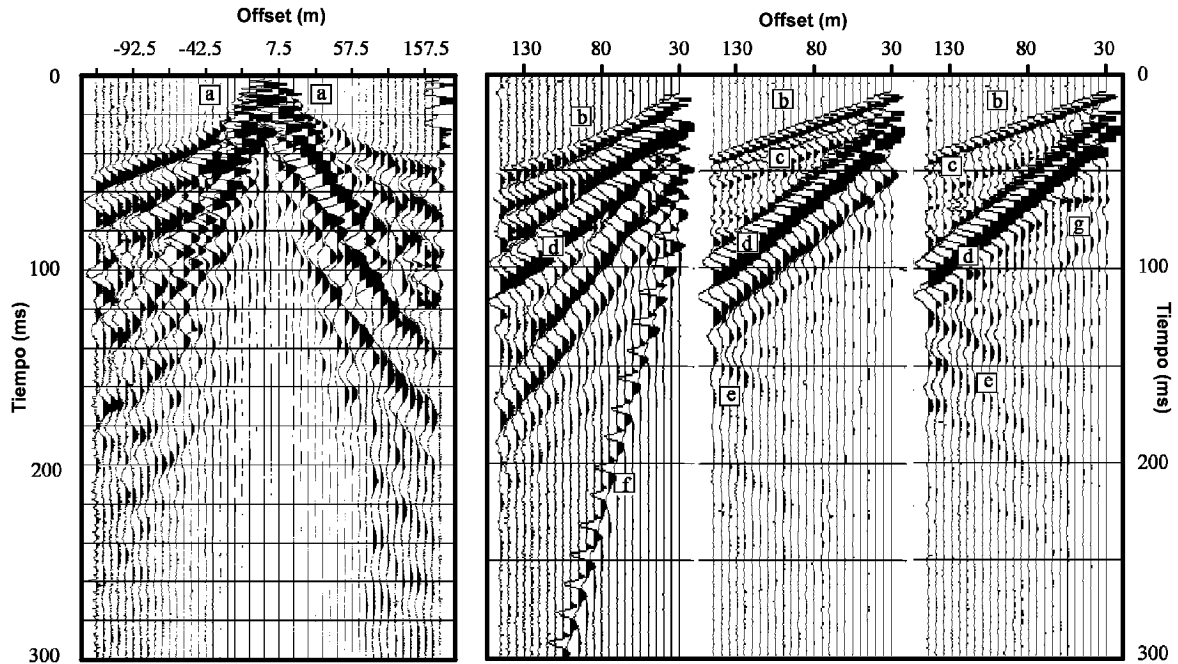 Offset (m)
Offset (m)
-92.5 -42.5 7.5 57.5 157.5
130 80 30 130 80 30 130 80 30
0
0
a a
b b b
c c
d d d
g
100
100
Tiempo (ms)
Tiempo (ms)
e e
f
200
200
300
300